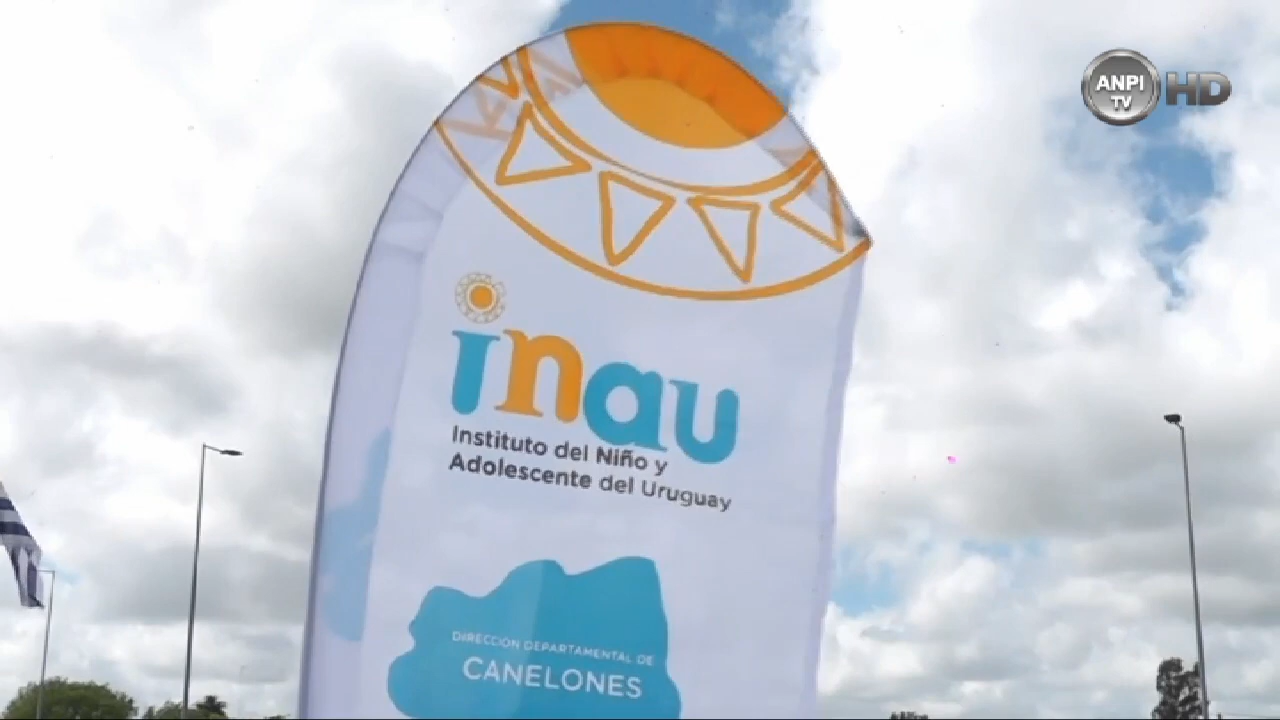 ANPI
TV HD
inau
Instituto del Niño y
Adolescente del Uruguay
DIRECCIÓN DEPARTAMENTAL DE
CANELONES